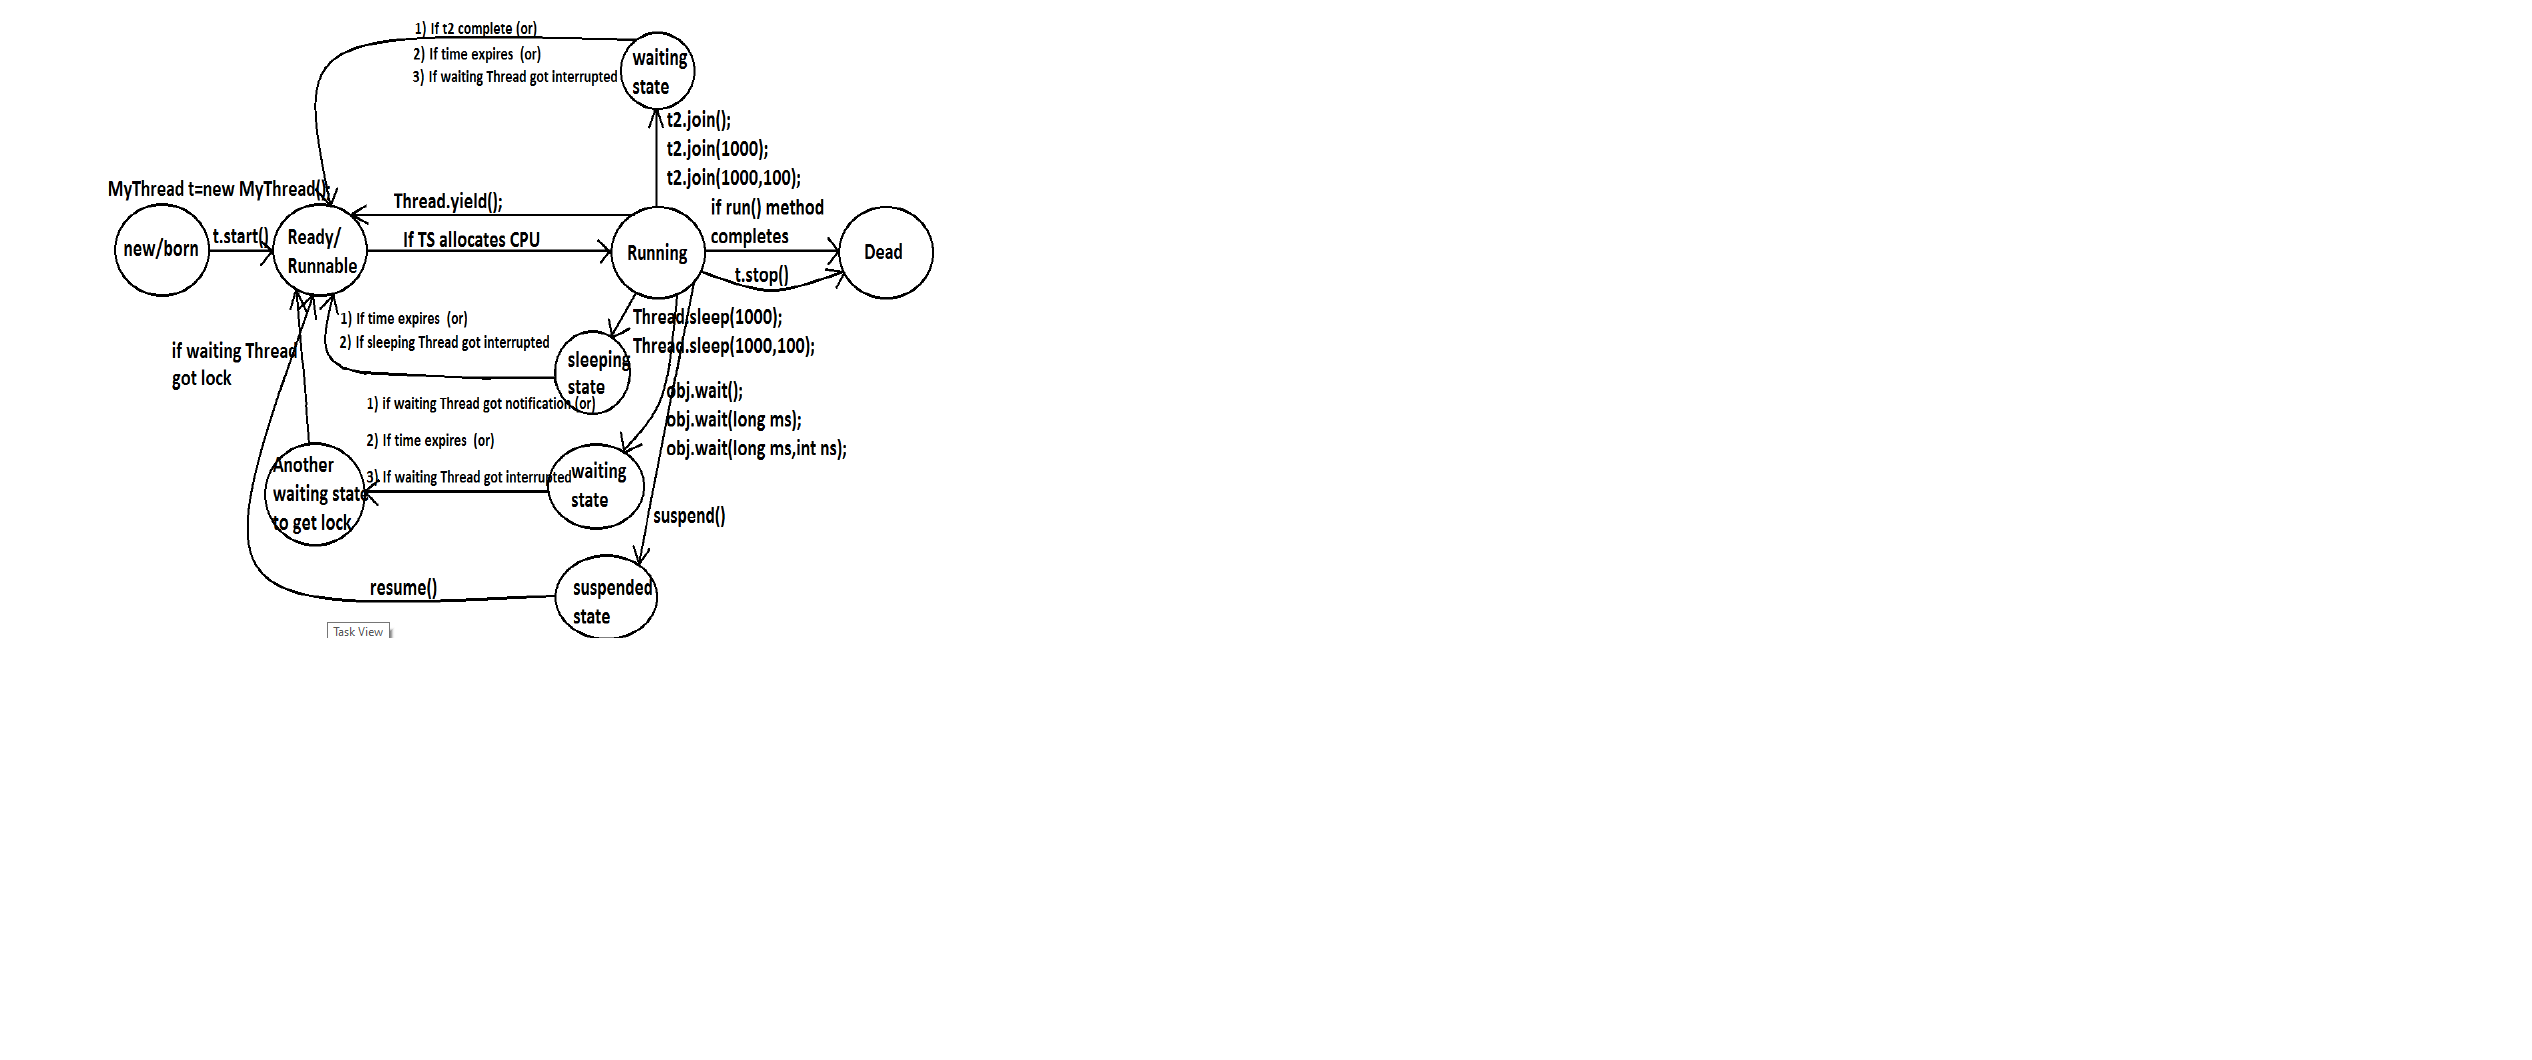 1) If t2 complete (or)
2) If time expires (or)
3) If waiting Thread got interrupted
waiting
state
t2.join();
t2.join(1000);
t2.join(1000,100);
MyThread t=new MyThread();
Thread.yield();
if run() method
completes
new/born
t.start()
Ready/
Runnable
If TS allocates CPU
Running
Dead
t.stop()
1) If time expires (or)
2) If sleeping Thread got interrupted
Thread.sleep(1000);
Thread.sleep(1000,100);
if waiting Thread
got lock
sleeping
state
1) if waiting Thread got notification (or)
2) If time expires (or)
3) If waiting Thread got interrupted
obj.wait();
obj.wait(long ms);
obj.wait(long ms,int ns);
Another
waiting state
to get lock
waiting
state
suspend()
resume()
suspended
state
Task View